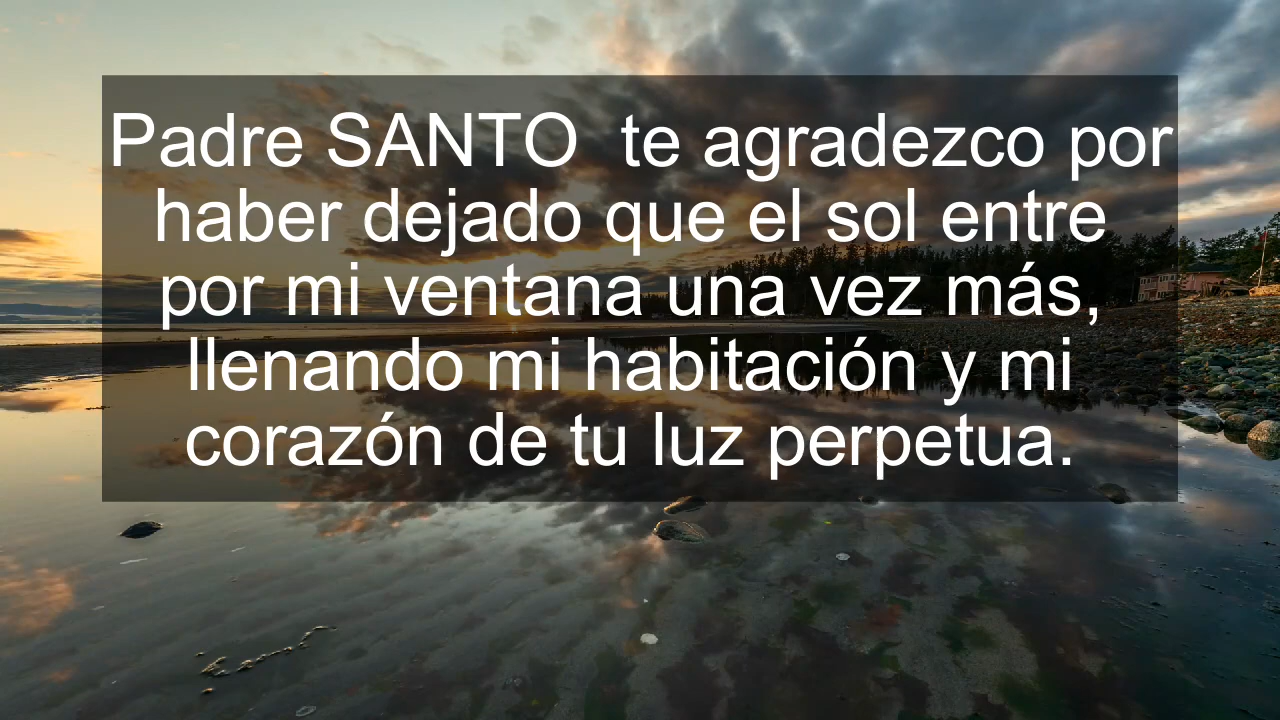 Padre SANTO  te agradezco por
haber dejado que el sol entre
por mi ventana una vez más,
llenando mi habitación y mi
corazón de tu luz perpetua.